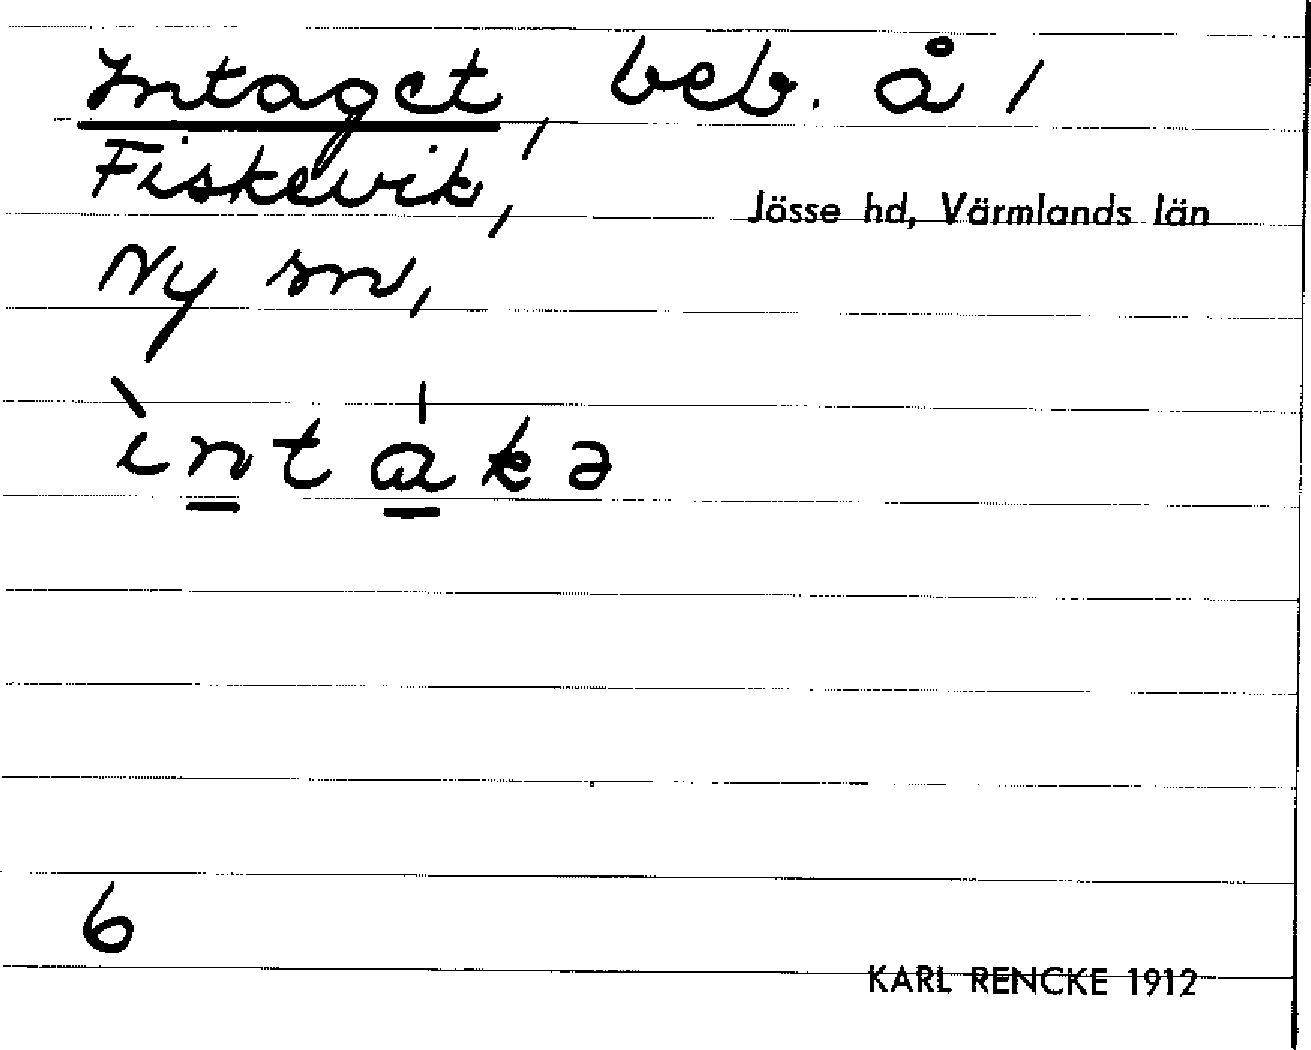 Intaget, beb. å /
Fiskevik,
Jösse hd, Värmlands län
Ny sn,
ìntákə
6
KARL RENCKE 1912